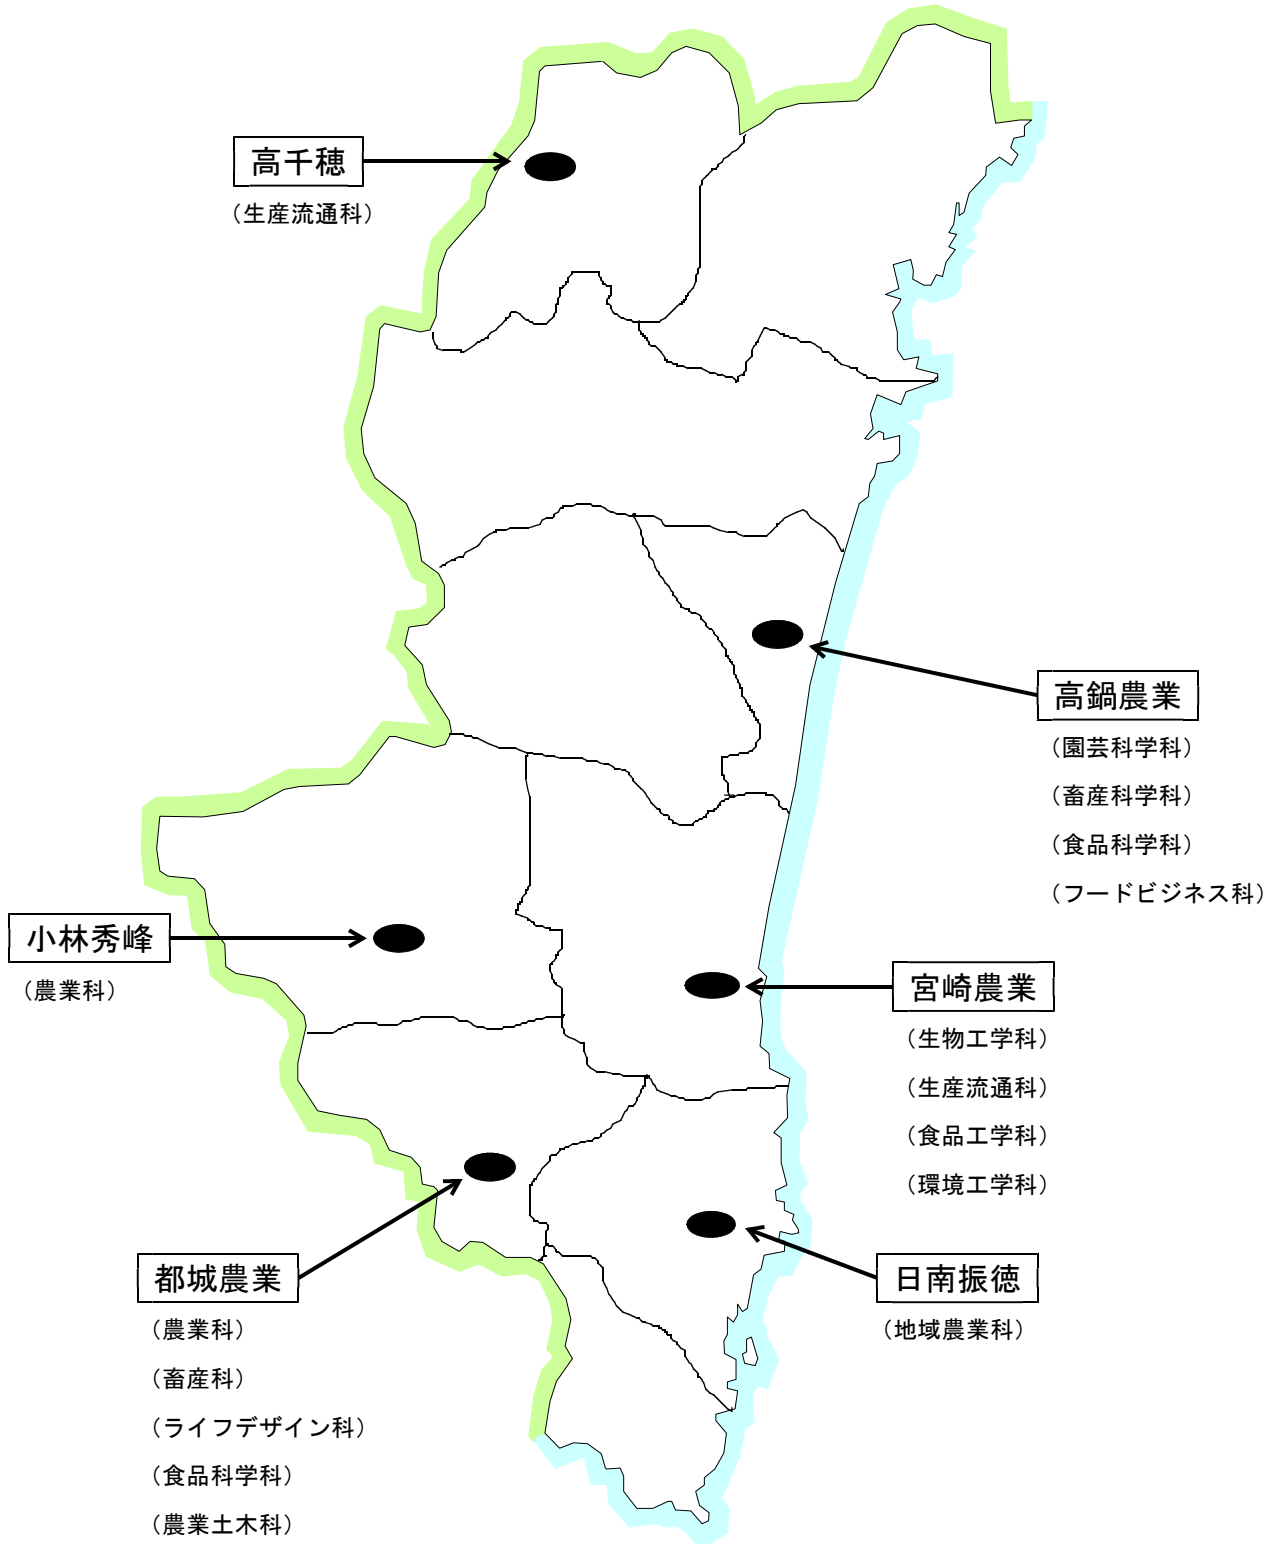 高千穂
（生産流通科）
高鍋農業
（園芸科学科）
（畜産科学科）
（食品科学科）
（フードビジネス科）
小林秀峰
（農業科）
宮崎農業
（生物工学科）
（生産流通科）
（食品工学科）
（環境工学科）
都城農業
（農業科）
（畜産科）
（ライフデザイン科）
（食品科学科）
（農業土木科）
日南振徳
（地域農業科）